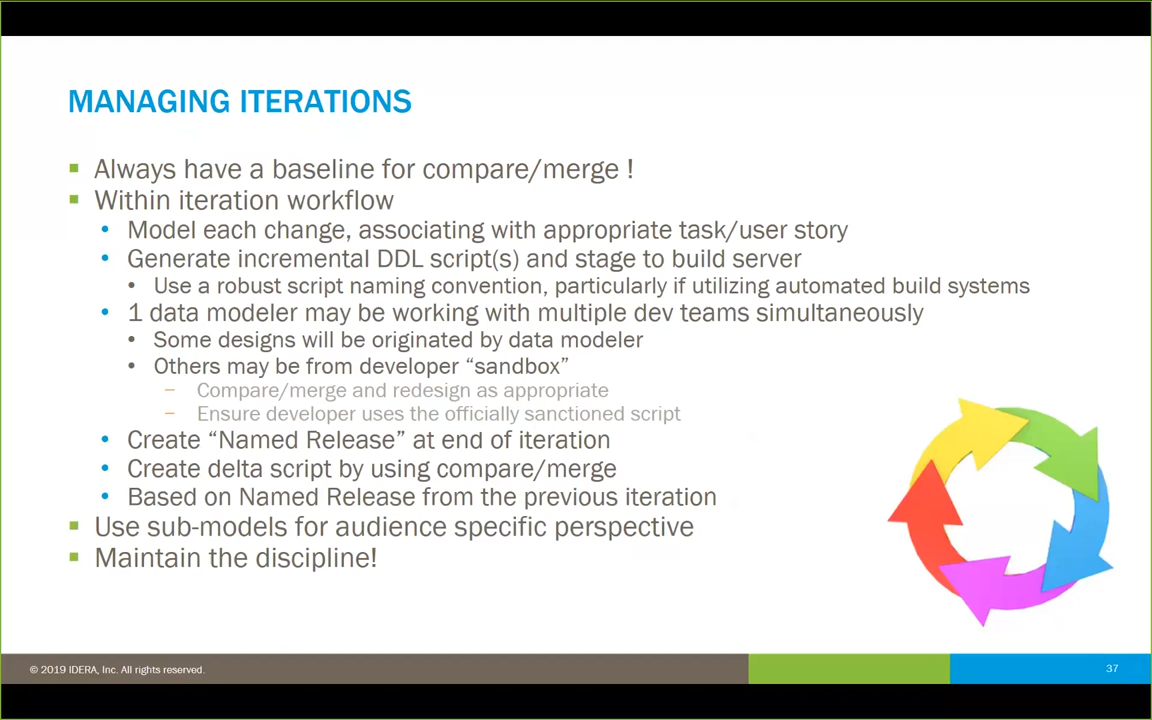 MANAGING ITERATIONS
Always have a baseline for compare/merge !
Within iteration workflow
Model each change, associating with appropriate task/user story
Generate incremental DDL script(s) and stage to build server
Use a robust script naming convention, particularly if utilizing automated build systems
1 data modeler may be working with multiple dev teams simultaneously
Some designs will be originated by data modeler
Others may be from developer “sandbox”
Compare/merge and redesign as appropriate
Ensure developer uses the officially sanctioned script
Create “Named Release” at end of iteration
Create delta script by using compare/merge
Based on Named Release from the previous iteration
Use sub-models for audience specific perspective
Maintain the discipline!
© 2019 IDERA, Inc. All rights reserved.
37